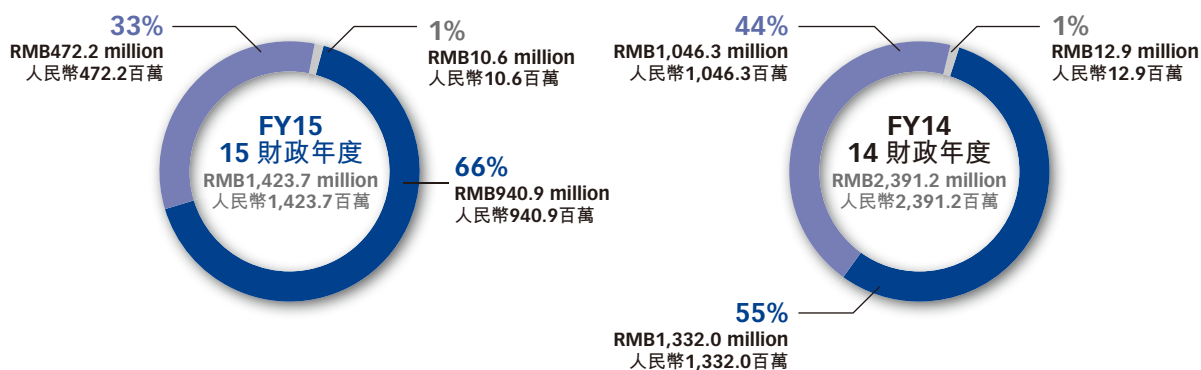 33%
RMB472.2 million
人民幣472.2百萬
1%
RMB10.6 million
人民幣10.6百萬
FY15
15 財政年度
RMB1,423.7 million
人民幣1,423.7百萬
66%
RMB940.9 million
人民幣940.9百萬
44%
RMB1,046.3 million
人民幣1,046.3百萬
1%
RMB12.9 million
人民幣12.9百萬
FY14
14 財政年度
RMB2,391.2 million
人民幣2,391.2百萬
55%
RMB1,332.0 million
人民幣1,332.0百萬